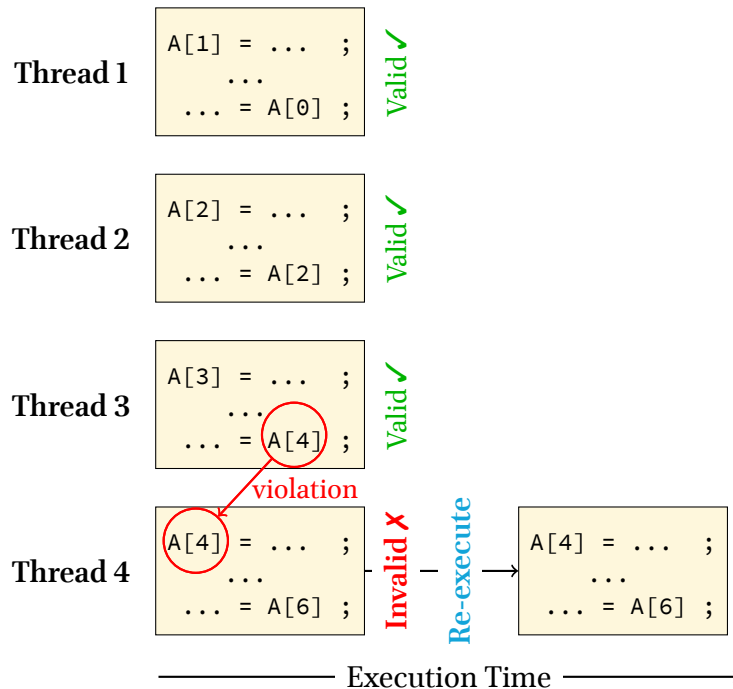 Thread 1
A[1] = ... ;
...
... = A[0] ;
Valid ✓
Thread 2
A[2] = ... ;
...
... = A[2] ;
Valid ✓
Thread 3
A[3] = ... ;
...
... = A[4] ;
Valid ✓
violation
Thread 4
A[4] = ... ;
...
... = A[6] ;
Invalid ✗
Re-execute
A[4] = ... ;
...
... = A[6] ;
Execution Time